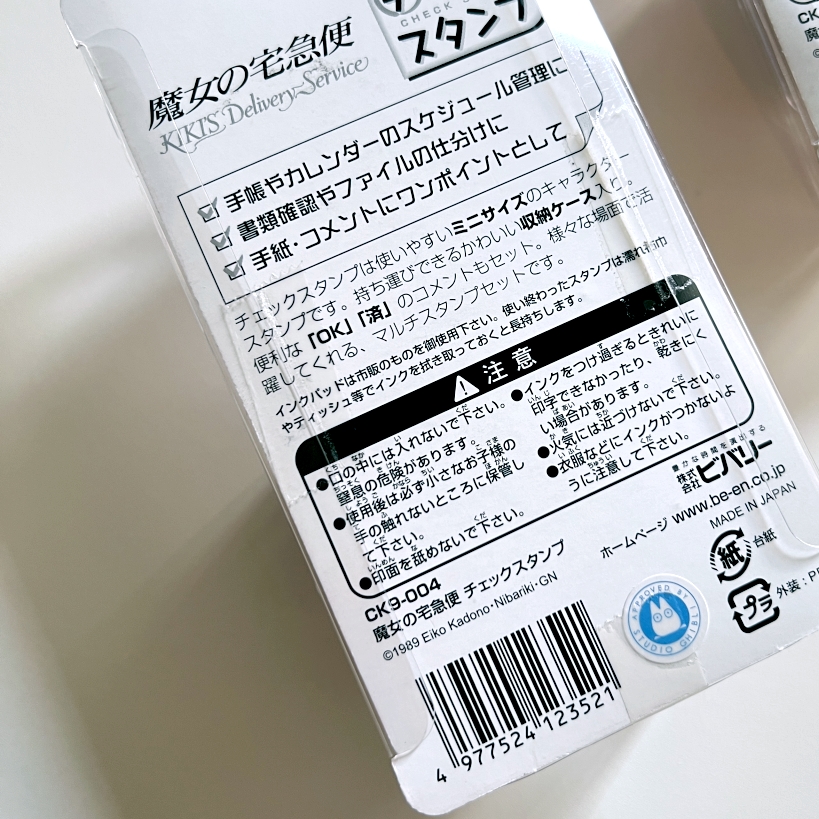 CHECK
スタンプ
魔女の宅急便
KIKI'S Delivery Service
手帳やカレンダーのスケジュール管理に
書類確認やファイルの仕分けに
手紙・コメントにワンポイントとして
チェックスタンプは使いやすいミニサイズのキャラクター
スタンプです。持ち運びできるかわいい収納ケース入り。
便利な「OK」「済」のコメントもセット。様々な場面で活
躍してくれる、マルチスタンプセットです。
インクパッドは市販のものを御使用下さい。使い終わったスタンプは濡れ布巾
やティッシュ等でインクを拭き取っておくと長持ちします。
注意
●口の中には入れないで下さい。
窒息の危険があります。
●使用後は必ず小さなお子様の
手の触れないところに保管し
て下さい。
●印面を舐めないで下さい。
●インクをつけ過ぎるときれいに
印字できなかったり、乾きにく
い場合があります。
●火気には近づけないで下さい。
●衣服などにインクがつかないよ
うに注意して下さい。
豊かな時間を演出する
株式会社 ビバリー
ホームページ www.be-en.co.jp
MADE IN JAPAN
CK9-004
魔女の宅急便 チェックスタンプ
©1989 Eiko Kadono・Nibariki・GN
紙 台紙
プラ 外装：P
APPROVED BY
STUDIO GHIBLI
4 977524 123521
CK
魔